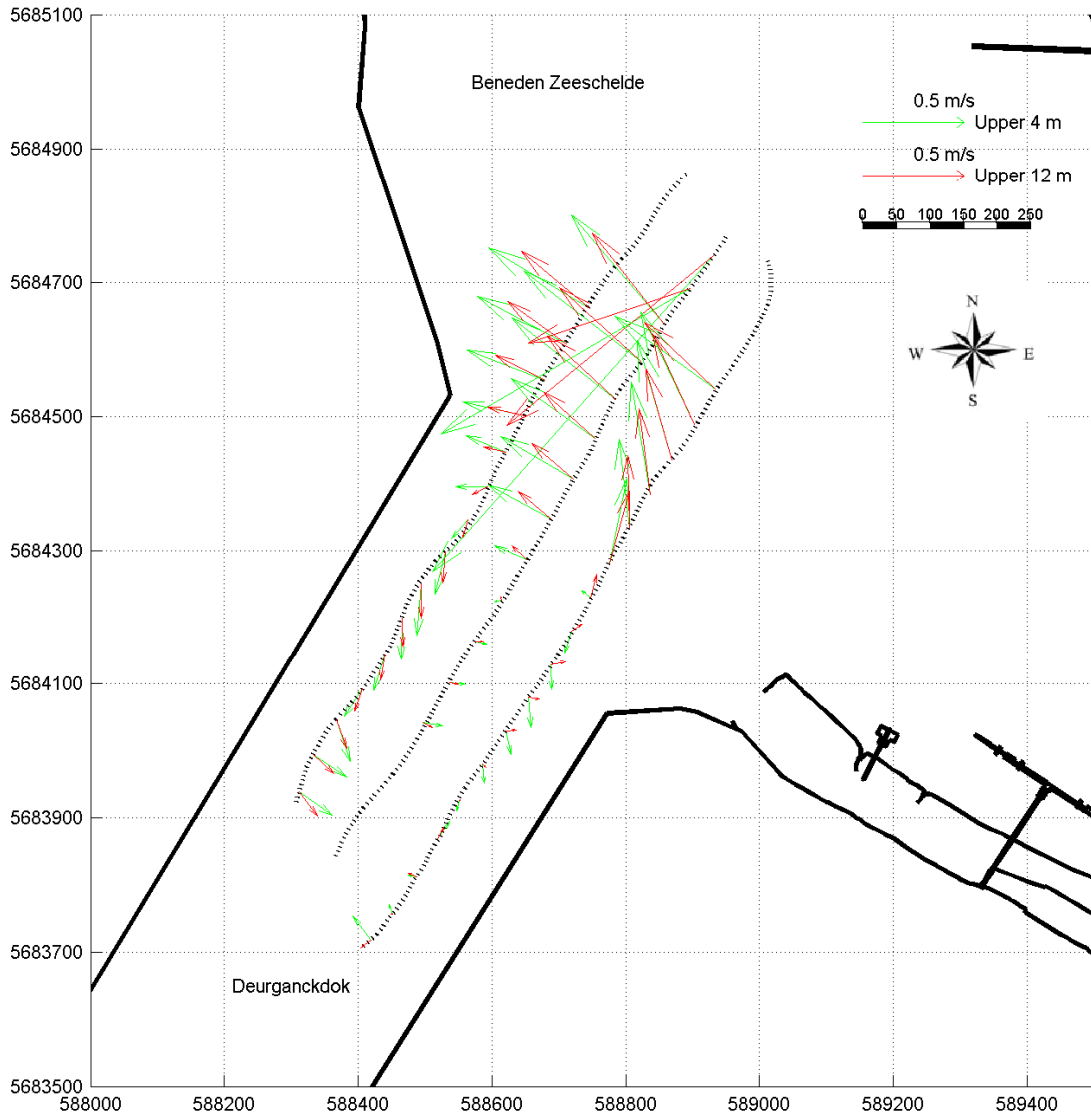 5685100
Beneden Zeeschelde
0.5 m/s
Upper 4 m
5684900
0.5 m/s
Upper 12 m
0 50 100 150 200 250
5684700
N
W E
S
5684500
5684300
5684100
5683900
5683700
Deurganckdok
5683500
588000 588200 588400 588600 588800 589000 589200 589400